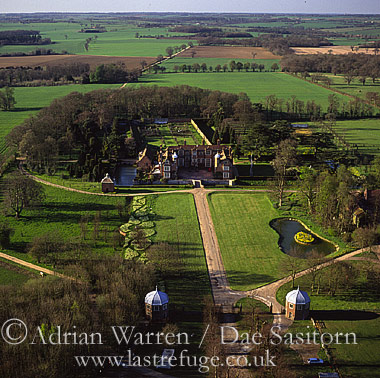 © Adrian Warren / Dae Sasitorn
www.lastrefuge.co.uk